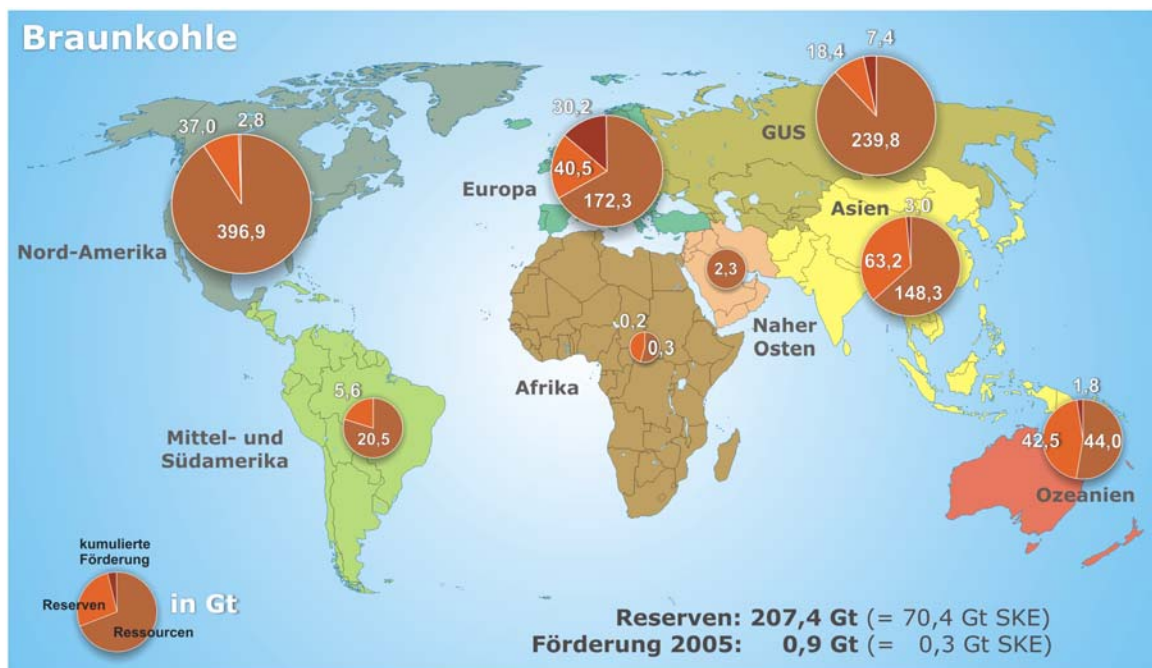 Braunkohle
37,0
2,8
396,9
Nord-Amerika
30,2
40,5
172,3
Europa
18,4
7,4
239,8
GUS
Asien
3,0
63,2
148,3
2,3
Naher
Osten
0,2
0,3
Afrika
5,6
20,5
Mittel- und
Südamerika
1,8
42,5
44,0
Ozeanien
kumulierte
Förderung
Reserven
Ressourcen
in Gt
Reserven: 207,4 Gt (= 70,4 Gt SKE)
Förderung 2005: 0,9 Gt (= 0,3 Gt SKE)